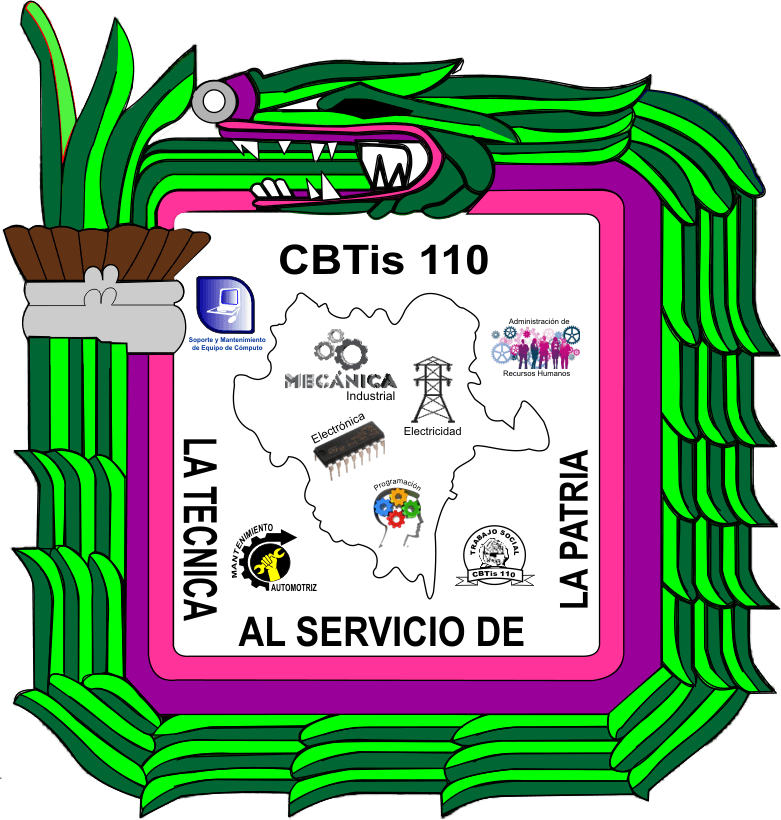 CBTis 110
Soporte y Mantenimiento
de Equipo de Cómputo
MECÁNICA
Industrial
Administración de
Recursos Humanos
Electricidad
Electrónica
Programación
MANTENIMIENTO
AUTOMOTRIZ
TRABAJO SOCIAL
CBTis 110
LA TECNICA
AL SERVICIO DE
LA PATRIA